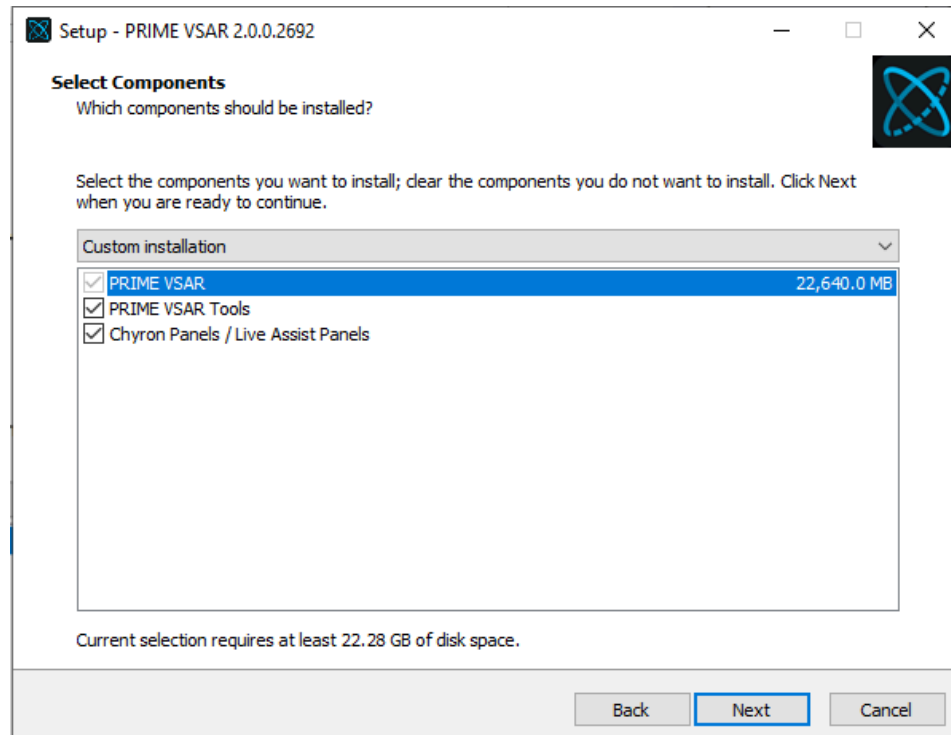 Setup - PRIME VSAR 2.0.0.2692
Select Components
Which components should be installed?
Select the components you want to install; clear the components you do not want to install. Click Next
when you are ready to continue.
Custom installation
PRIME VSAR 22,640.0 MB
PRIME VSAR Tools
Chyron Panels / Live Assist Panels
Current selection requires at least 22.28 GB of disk space.
Back Next Cancel